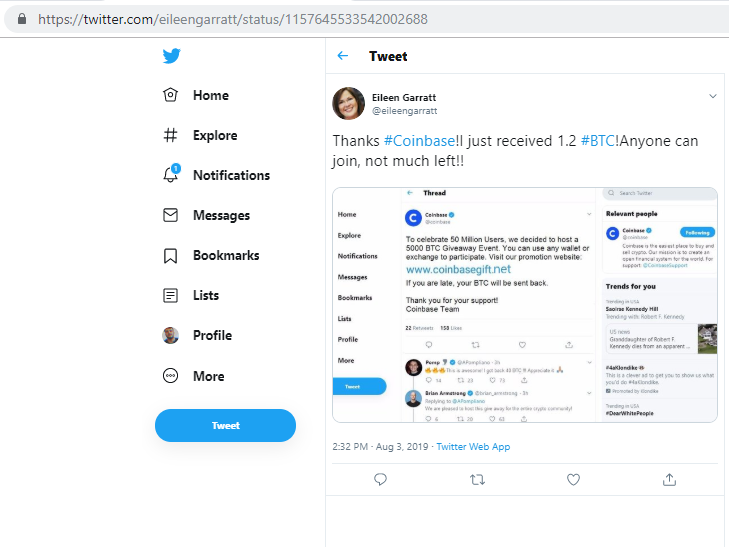 https://twitter.com/eileengarratt/status/1157645533542002688
Home
Explore
1
Notifications
Messages
Bookmarks
Lists
Profile
More
Tweet
Tweet
Eileen Garratt
@eileengarratt
Thanks #Coinbase!I just received 1.2 #BTC!Anyone can
join, not much left!!
Thread
Home
Explore
Notifications
Messages
Bookmarks
Lists
Profile
More
Tweet
Coinbase
@coinbase
To celebrate 50 Million Users, we decided to host a
5000 BTC Giveaway Event. You can use any wallet or
exchange to participate. Visit our promotion website:
www.coinbasegift.net
If you are late, your BTC will be sent back.
Thank you for your support!
Coinbase Team
22 Retweets 158 Likes
Pomp @APompliano · 2h
This is awesome! I got back 40 BTC !! Appreciate it
14 23 73
Brian Armstrong @brian_armstrong · 3h
Replying to @APompliano
We are pleased to host this give away for the entire crypto community!
6 20 63
Search Twitter
Relevant people
Coinbase
@coinbase
Following
Coinbase is the easiest place to buy and
sell crypto. Our mission is to create an
open financial system for the world. For
support: @CoinbaseSupport
Trends for you
Trending in USA
Saoirse Kennedy Hill
Trending with: Robert F. Kennedy
US news
Granddaughter of Robert F.
Kennedy dies from an apparent ...
#4atKlondike
This is a clever ad to get you to show us what
you'd do #4atKlondike
Promoted by Klondike
Trending in USA
#DearWhitePeople
2:32 PM · Aug 3, 2019 · Twitter Web App